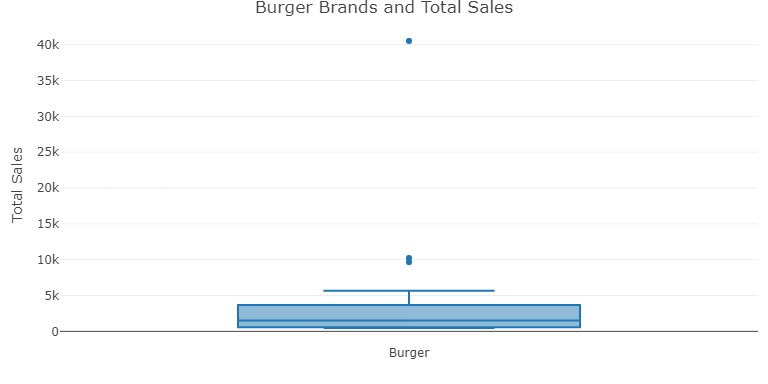 Burger Brands and Total Sales
40k
35k
30k
25k
20k
15k
10k
5k
0
Total Sales
Burger